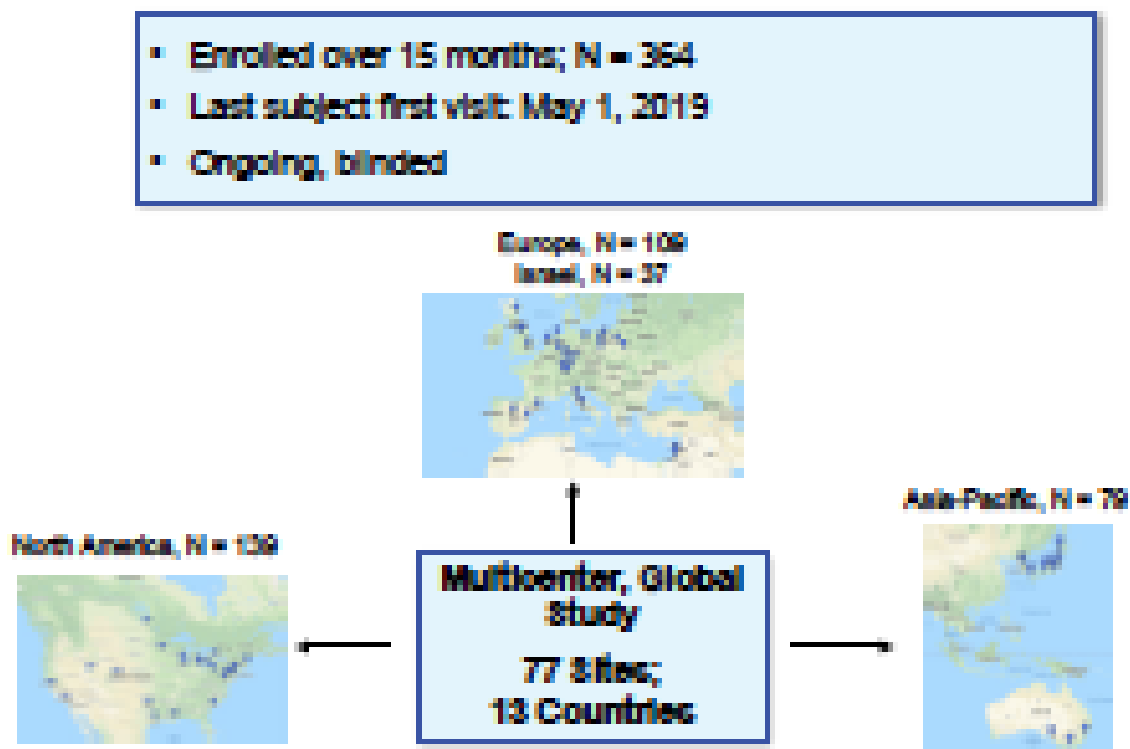 • Enrolled over 15 months; N = 364
• Last subject first visit: May 1, 2019
• Ongoing, blinded
Europe, N = 109
Israel, N = 37
Asia-Pacific, N = 79
North America, N = 139
Multicenter, Global
Study
77 Sites;
13 Countries